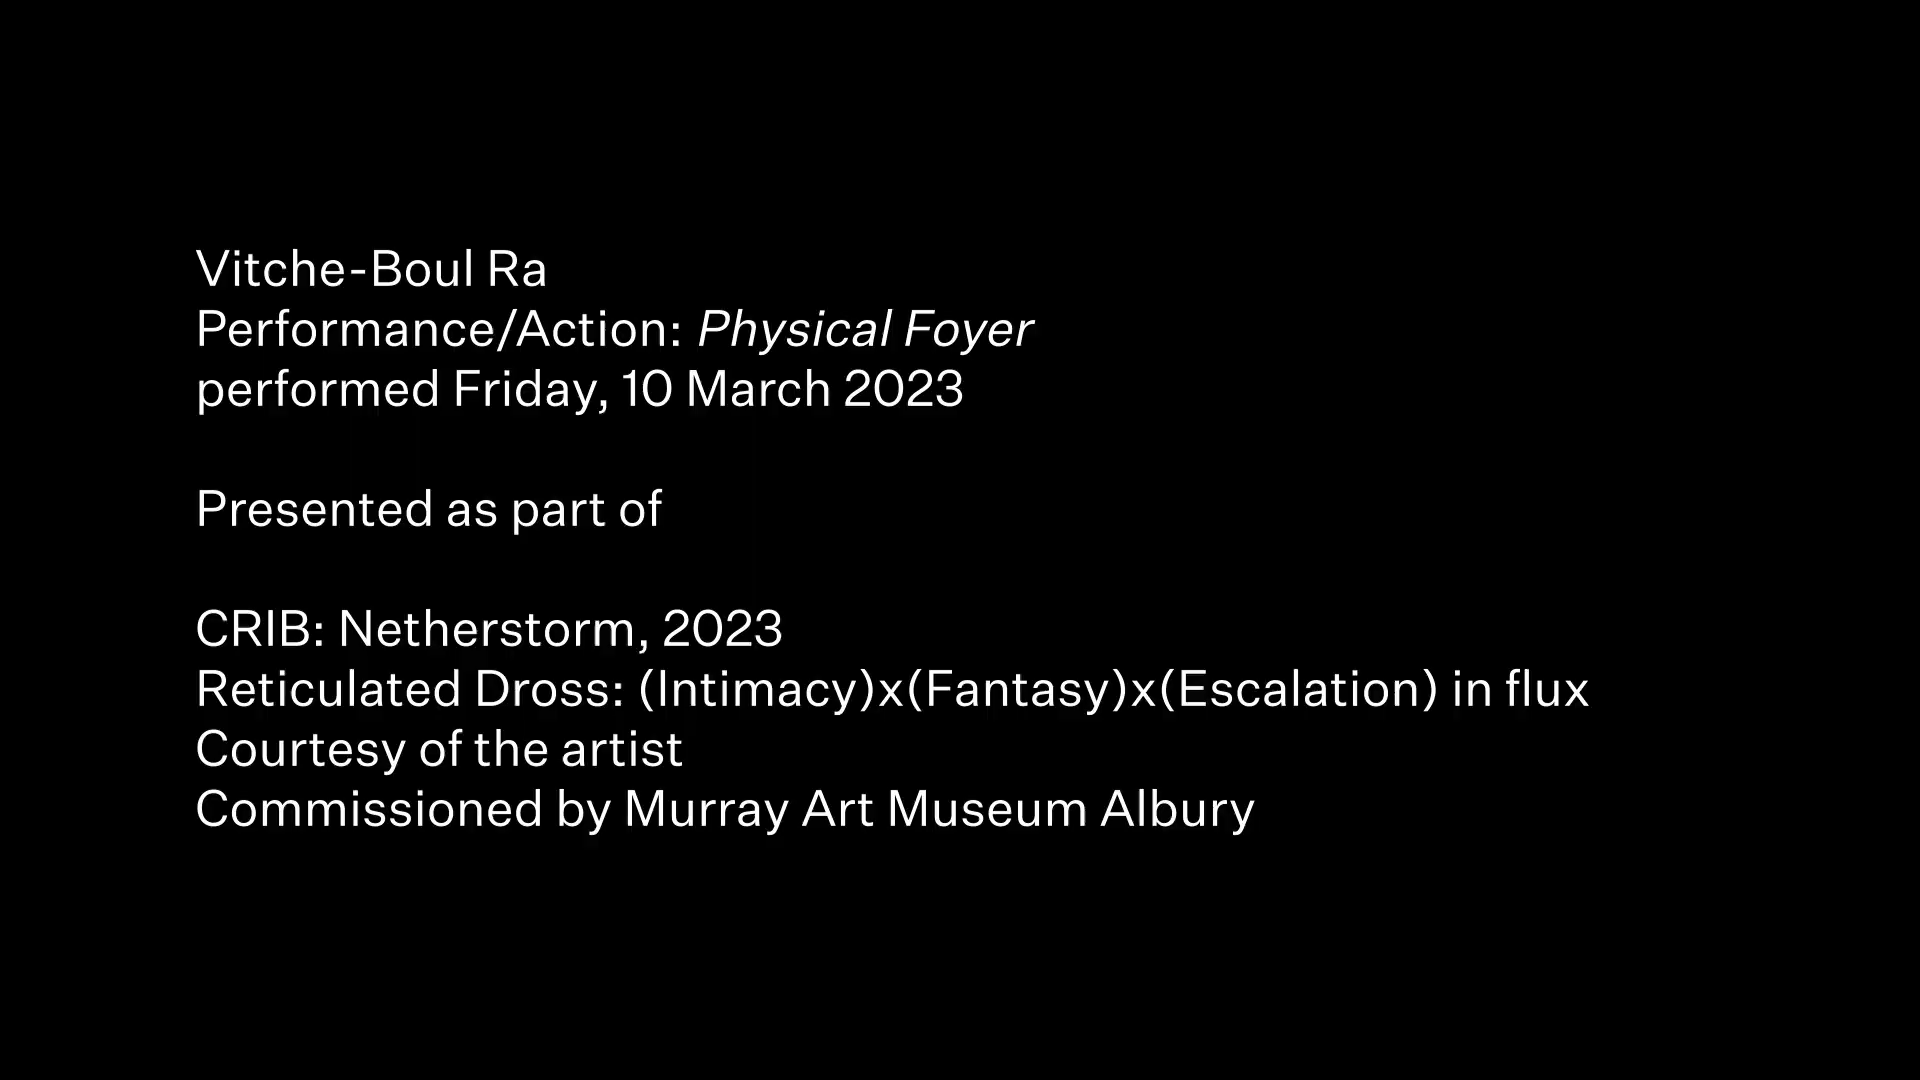 Vitche-Boul Ra
Performance/Action: Physical Foyer
performed Friday, 10 March 2023
Presented as part of
CRIB: Netherstorm, 2023
Reticulated Dross: (Intimacy)x(Fantasy)x(Escalation) in flux
Courtesy of the artist
Commissioned by Murray Art Museum Albury